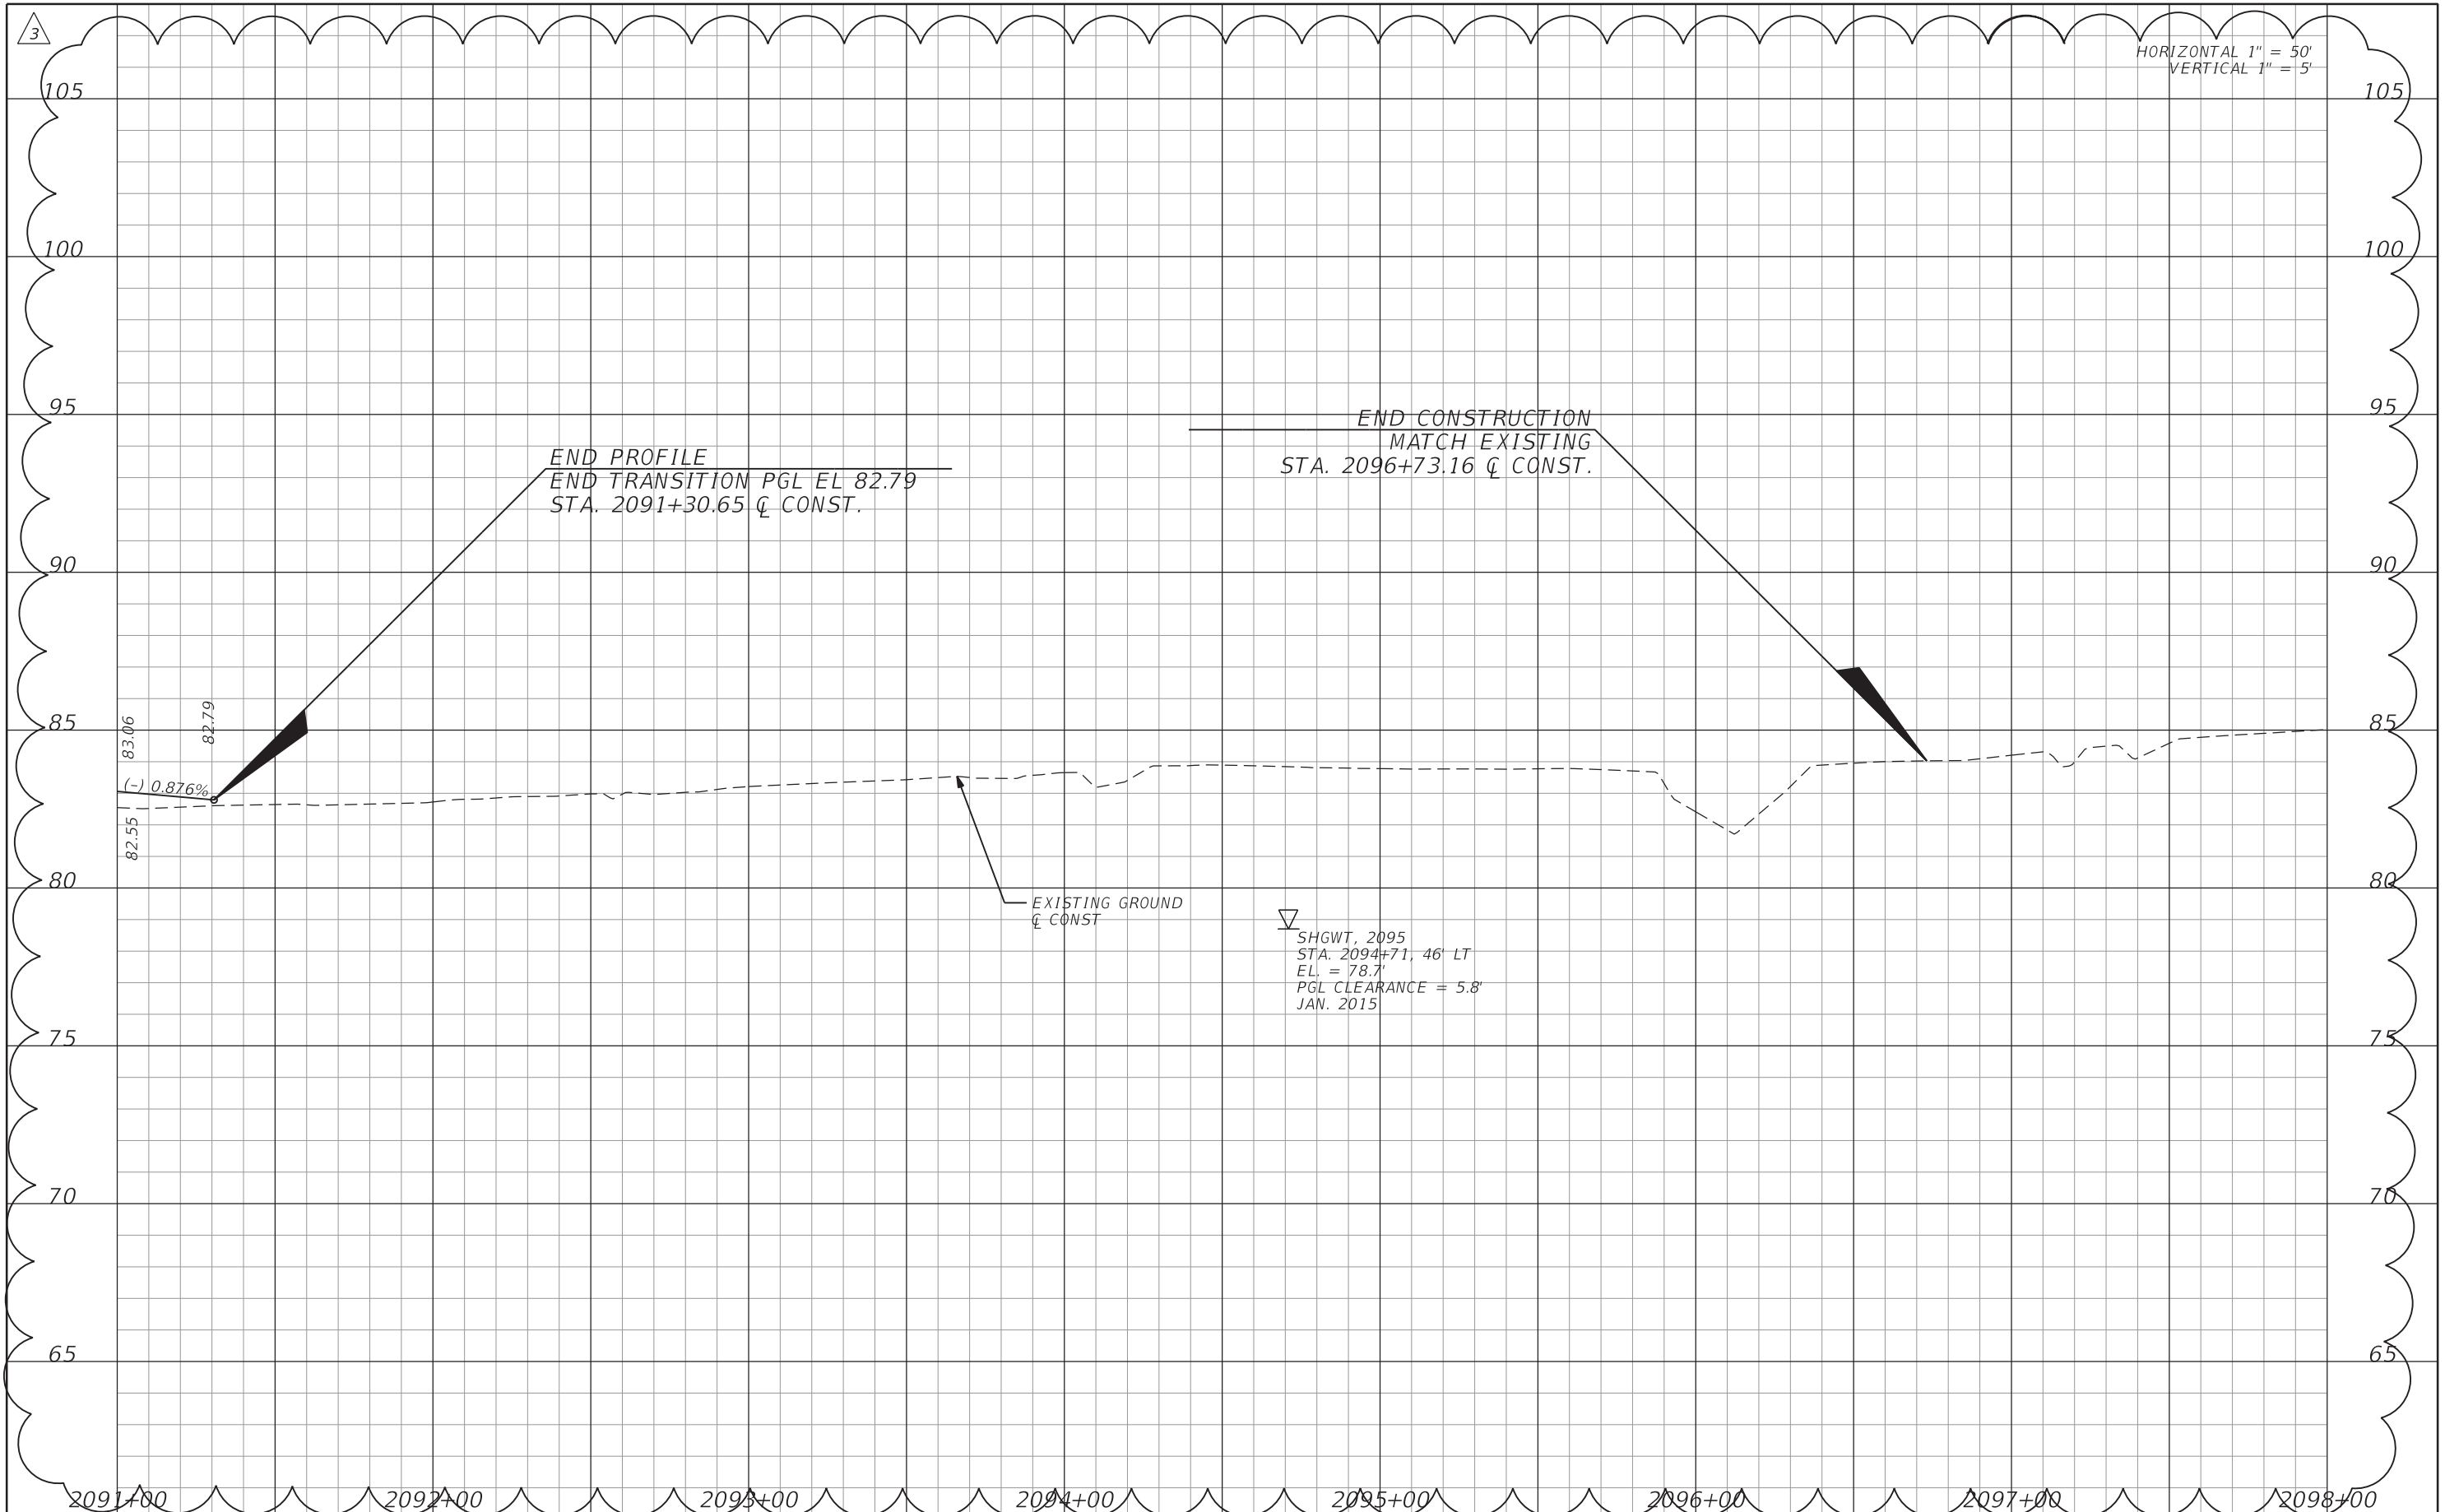 3
HORIZONTAL 1" = 50'
VERTICAL 1" = 5'
105 105
100 100
95 95
END CONSTRUCTION
MATCH EXISTING
STA. 2096+73.16 ℄ CONST.
END PROFILE
END TRANSITION PGL EL 82.79
STA. 2091+30.65 ℄ CONST.
90 90
85 85
83.06
82.79
(-) 0.876%
82.55
80 80
EXISTING GROUND
℄ CONST
SHGWT, 2095
STA. 2094+71, 46' LT
EL. = 78.7'
PGL CLEARANCE = 5.8'
JAN. 2015
75 75
70 70
65 65
2091+00 2092+00 2093+00 2094+00 2095+00 2096+00 2097+00 2098+00